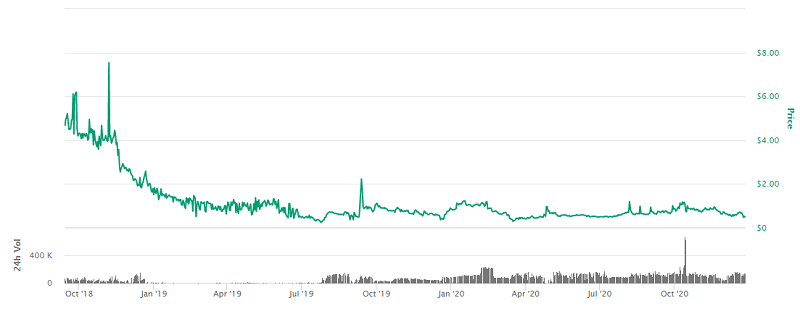 $8.00
$6.00
$4.00
$2.00
$0
Price
24h Vol
400 K
0
Oct '18
Jan '19
Apr '19
Jul '19
Oct '19
Jan '20
Apr '20
Jul '20
Oct '20